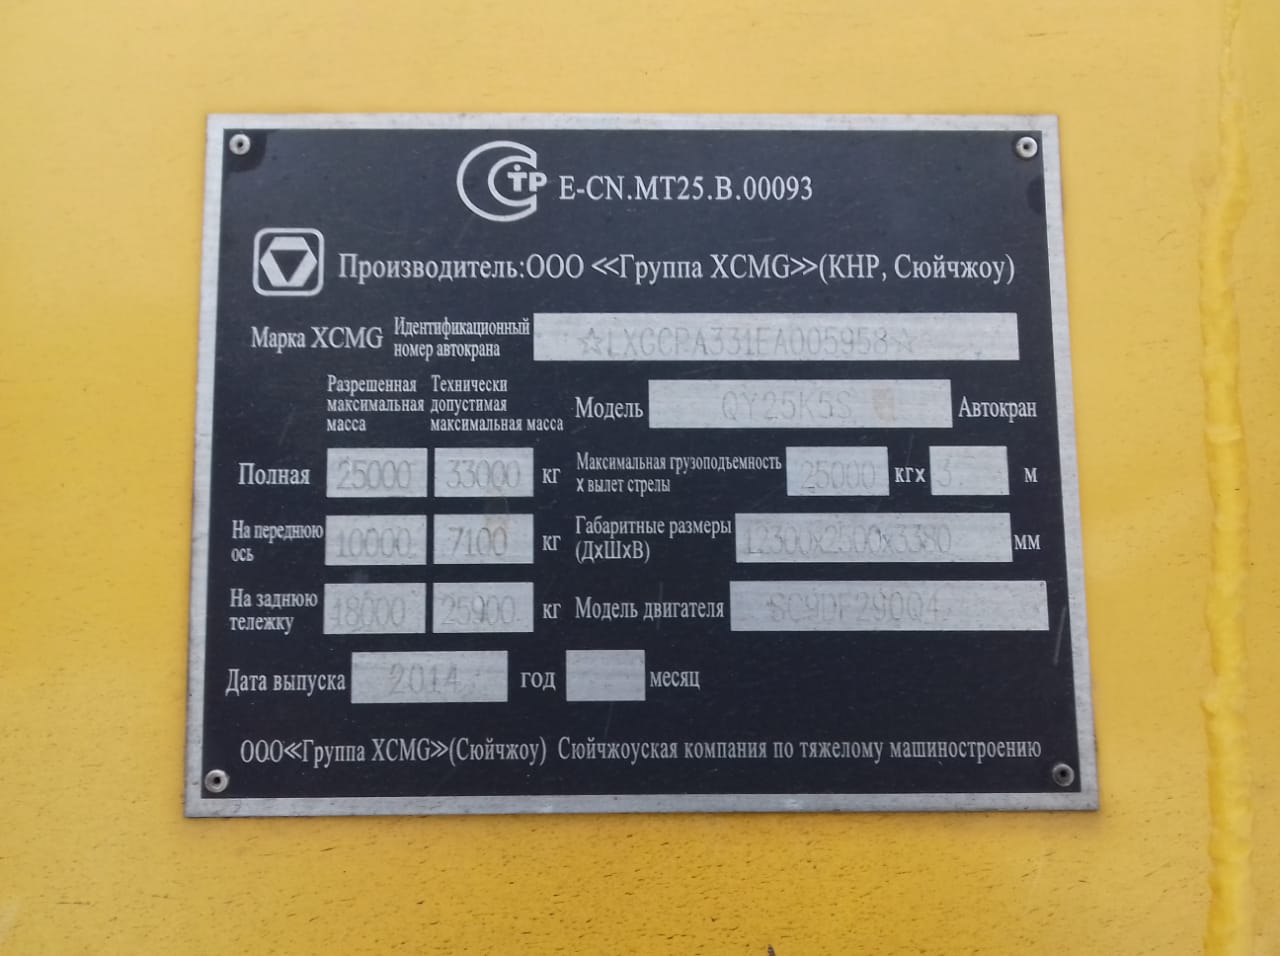 СТР E-CN.MT25.B.00093
Производитель:ООО <<Группа XCMG>>(КНР, Сюйчжоу)
Марка XCMG Идентификационный номер автокрана ☆LXGCPA331EA005958☆
Разрешенная максимальная масса Технически допустимая максимальная масса Модель QY25K5S Автокран
Полная 25000 33000 кг Максимальная грузоподъемность х вылет стрелы 25000 кгх 3 м
На переднюю ось 10000 7100 кг Габаритные размеры (ДхШхВ) 12300x2500x3380 мм
На заднюю тележку 18000 25900 кг Модель двигателя SC9DF290Q4
Дата выпуска 2014 год месяц
ООО<<Группа XCMG>>(Сюйчжоу) Сюйчжоуская компания по тяжелому машиностроению